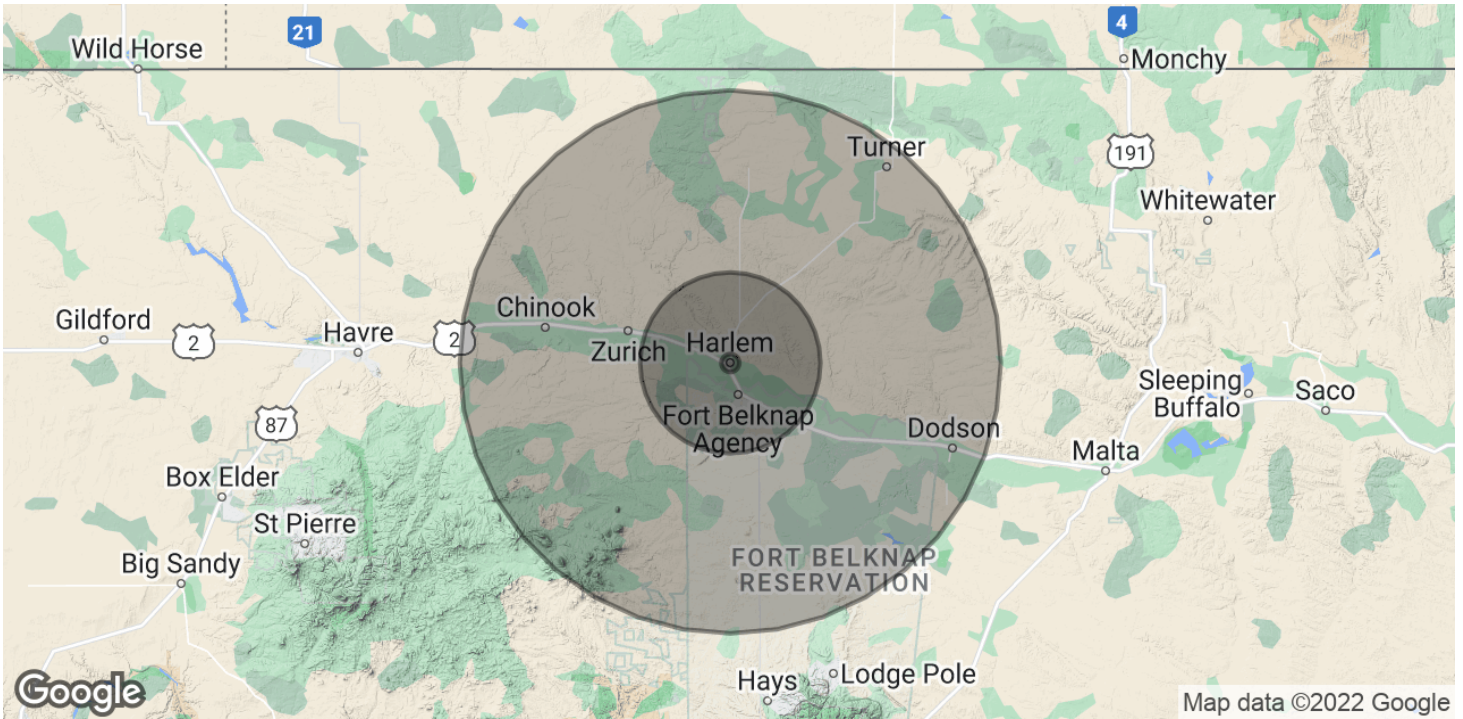 21
4
Wild Horse
Monchy
Turner
191
Whitewater
Chinook
Gildford
2
Havre
2
Zurich
Harlem
Sleeping
Buffalo
Saco
87
Fort Belknap
Agency
Dodson
Malta
Box Elder
St Pierre
Big Sandy
FORT BELKNAP
RESERVATION
Hays
Lodge Pole
Google
Map data ©2022 Google